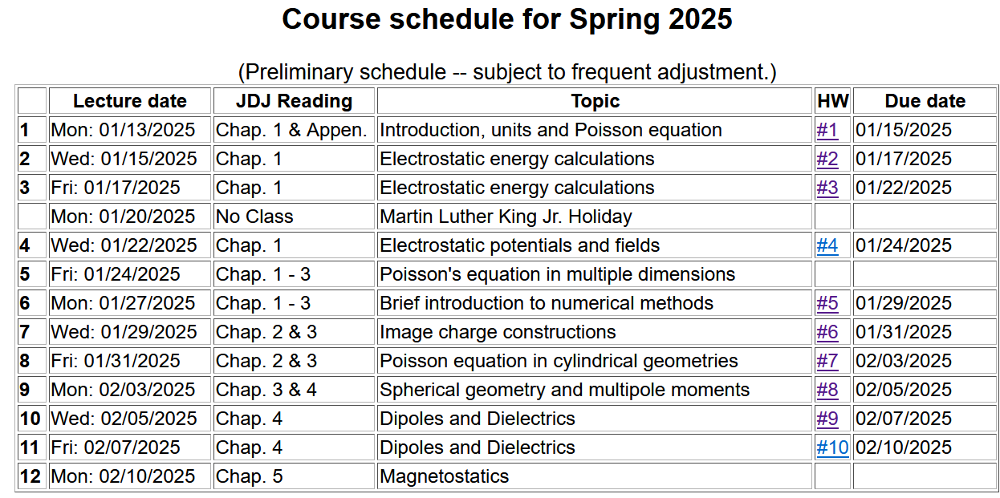 Course schedule for Spring 2025
(Preliminary schedule -- subject to frequent adjustment.)
Lecture date JDJ Reading Topic HW Due date
1 Mon: 01/13/2025 Chap. 1 & Appen. Introduction, units and Poisson equation #1 01/15/2025
2 Wed: 01/15/2025 Chap. 1 Electrostatic energy calculations #2 01/17/2025
3 Fri: 01/17/2025 Chap. 1 Electrostatic energy calculations #3 01/22/2025
Mon: 01/20/2025 No Class Martin Luther King Jr. Holiday
4 Wed: 01/22/2025 Chap. 1 Electrostatic potentials and fields #4 01/24/2025
5 Fri: 01/24/2025 Chap. 1 - 3 Poisson's equation in multiple dimensions
6 Mon: 01/27/2025 Chap. 1 - 3 Brief introduction to numerical methods #5 01/29/2025
7 Wed: 01/29/2025 Chap. 2 & 3 Image charge constructions #6 01/31/2025
8 Fri: 01/31/2025 Chap. 2 & 3 Poisson equation in cylindrical geometries #7 02/03/2025
9 Mon: 02/03/2025 Chap. 3 & 4 Spherical geometry and multipole moments #8 02/05/2025
10 Wed: 02/05/2025 Chap. 4 Dipoles and Dielectrics #9 02/07/2025
11 Fri: 02/07/2025 Chap. 4 Dipoles and Dielectrics #10 02/10/2025
12 Mon: 02/10/2025 Chap. 5 Magnetostatics